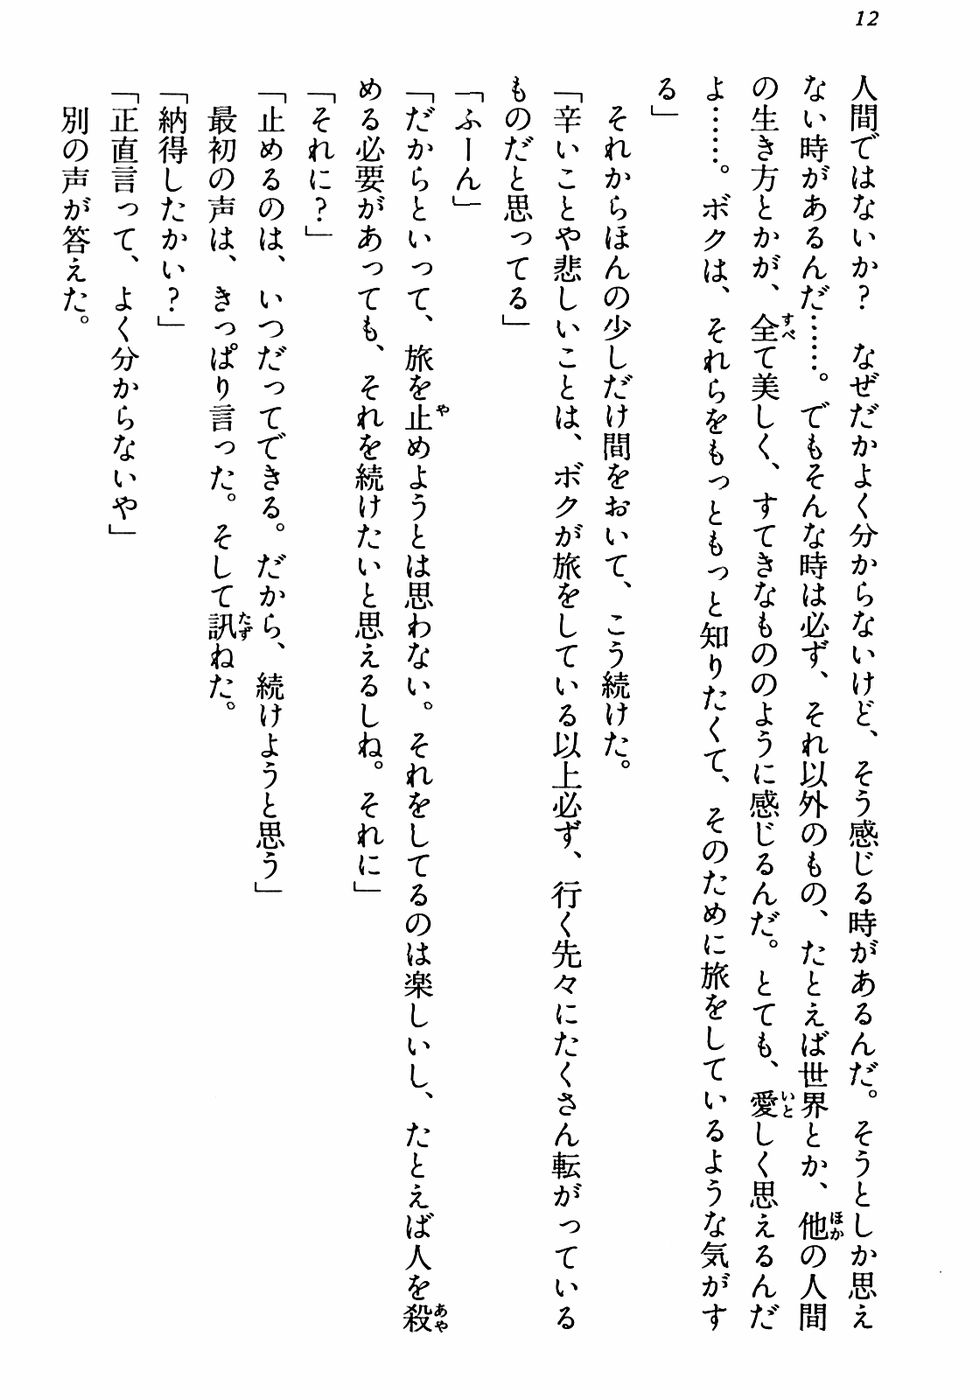 12
人間ではないか？　なぜだかよく分からないけど、そう感じる時があるんだ。そうとしか思え
ない時があるんだ……。でもそんな時は必ず、それ以外のもの、たとえば世界とか、他の人間
の生き方とかが、全て美しく、すてきなもののように感じるんだ。とても、愛しく思えるんだ
よ……。ボクは、それらをもっともっと知りたくて、そのために旅をしているような気がす
る」
　それからほんの少しだけ間をおいて、こう続けた。
「辛いことや悲しいことは、ボクが旅をしている以上必ず、行く先々にたくさん転がっている
ものだと思ってる」
「ふーん」
「だからといって、旅を止めようとは思わない。それをしてるのは楽しいし、たとえば人を殺
める必要があっても、それを続けたいと思えるしね。それに」
「それに？」
「止めるのは、いつだってできる。だから、続けようと思う」
　最初の声は、きっぱり言った。そして訊ねた。
「納得したかい？」
「正直言って、よく分からないや」
　別の声が答えた。